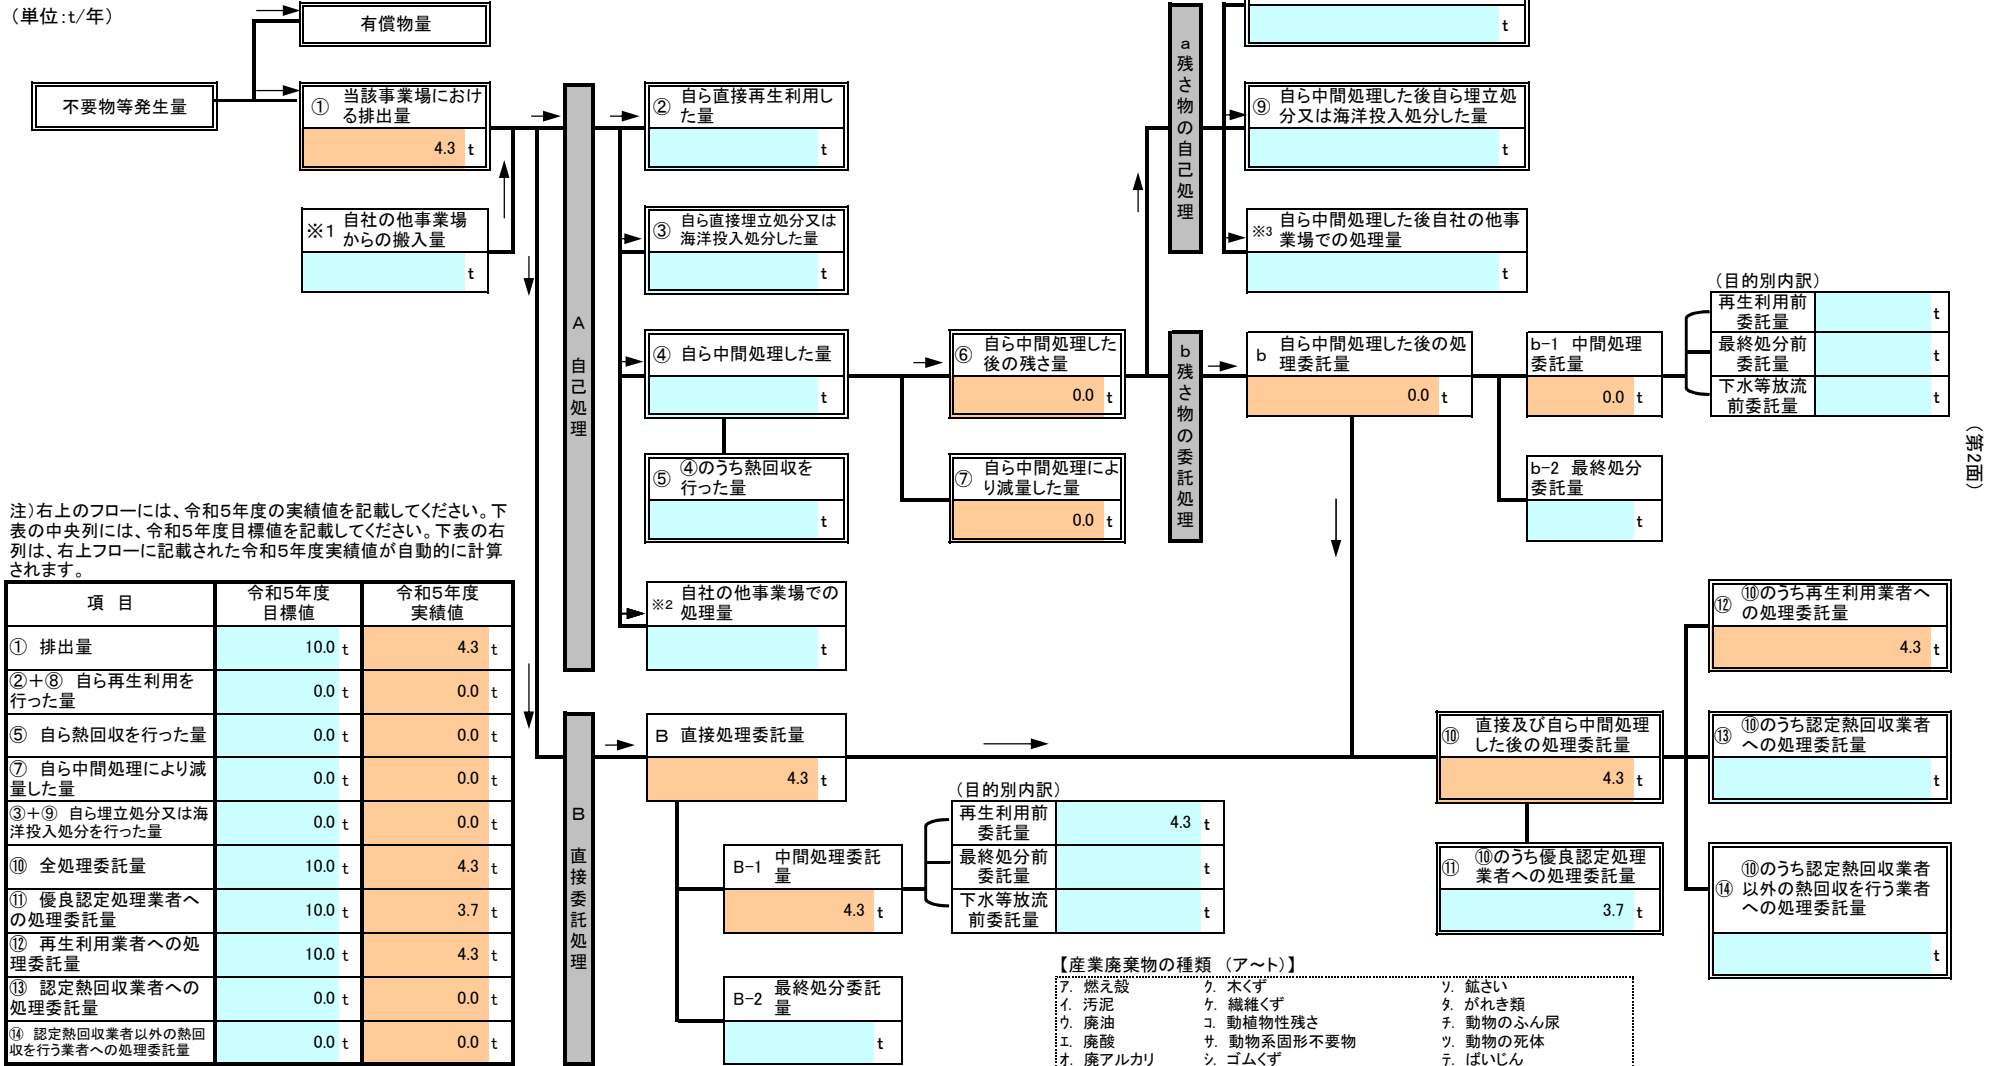 （単位：t/年）
有償物量
不要物等発生量
① 当該事業場におけ
る排出量
4.3 t
※1 自社の他事業場
からの搬入量
t
A 自己処理
② 自ら直接再生利用し
た量
t
③ 自ら直接埋立処分又は
海洋投入処分した量
t
④ 自ら中間処理した量
t
⑤ ④のうち熱回収を
行った量
t
※2 自社の他事業場での
処理量
t
⑥ 自ら中間処理した
後の残さ量
0.0 t
⑦ 自ら中間処理によ
り減量した量
0.0 t
a 残さ物の自己処理
t
⑨ 自ら中間処理した後自ら埋立処
分又は海洋投入処分した量
t
※3 自ら中間処理した後自社の他事
業場での処理量
t
b 残さ物の委託処理
b 自ら中間処理した後の処
理委託量
0.0 t
b-1 中間処理
委託量
0.0 t
b-2 最終処分
委託量
t
（目的別内訳）
再生利用前
委託量
t
最終処分前
委託量
t
下水等放流
前委託量
t
（第2面）
注）右上のフローには、令和5年度の実績値を記載してください。下
表の中央列には、令和5年度目標値を記載してください。下表の右
列は、右上フローに記載された令和5年度実績値が自動的に計算
されます。
項 目
令和5年度
目標値
令和5年度
実績値
① 排出量 10.0 t 4.3 t
②＋⑧ 自ら再生利用を
行った量 0.0 t 0.0 t
⑤ 自ら熱回収を行った量 0.0 t 0.0 t
⑦ 自ら中間処理により減
量した量 0.0 t 0.0 t
③＋⑨ 自ら埋立処分又は海
洋投入処分を行った量 0.0 t 0.0 t
⑩ 全処理委託量 10.0 t 4.3 t
⑪ 優良認定処理業者へ
の処理委託量 10.0 t 3.7 t
⑫ 再生利用業者への処
理委託量 10.0 t 4.3 t
⑬ 認定熱回収業者への
処理委託量 0.0 t 0.0 t
⑭ 認定熱回収業者以外の熱回
収を行う業者への処理委託量 0.0 t 0.0 t
B 直接委託処理
B 直接処理委託量
4.3 t
B-1 中間処理委託
量
4.3 t
B-2 最終処分委託
量
t
（目的別内訳）
再生利用前
委託量
4.3 t
最終処分前
委託量
t
下水等放流
前委託量
t
⑩ 直接及び自ら中間処理
した後の処理委託量
4.3 t
⑪ ⑩のうち優良認定処理
業者への処理委託量
3.7 t
⑫ ⑩のうち再生利用業者へ
の処理委託量
4.3 t
⑬ ⑩のうち認定熱回収業者
への処理委託量
t
⑭ ⑩のうち認定熱回収業者
以外の熱回収を行う業者
への処理委託量
t
【産業廃棄物の種類 （ア～ト）】
ア. 燃え殻 ク. 木くず ソ. 鉱さい
イ. 汚泥 ケ. 繊維くず タ. がれき類
ウ. 廃油 コ. 動植物性残さ チ. 動物のふん尿
エ. 廃酸 サ. 動物系固形不要物 ツ. 動物の死体
オ. 廃アルカリ シ. ゴムくず テ. ばいじん